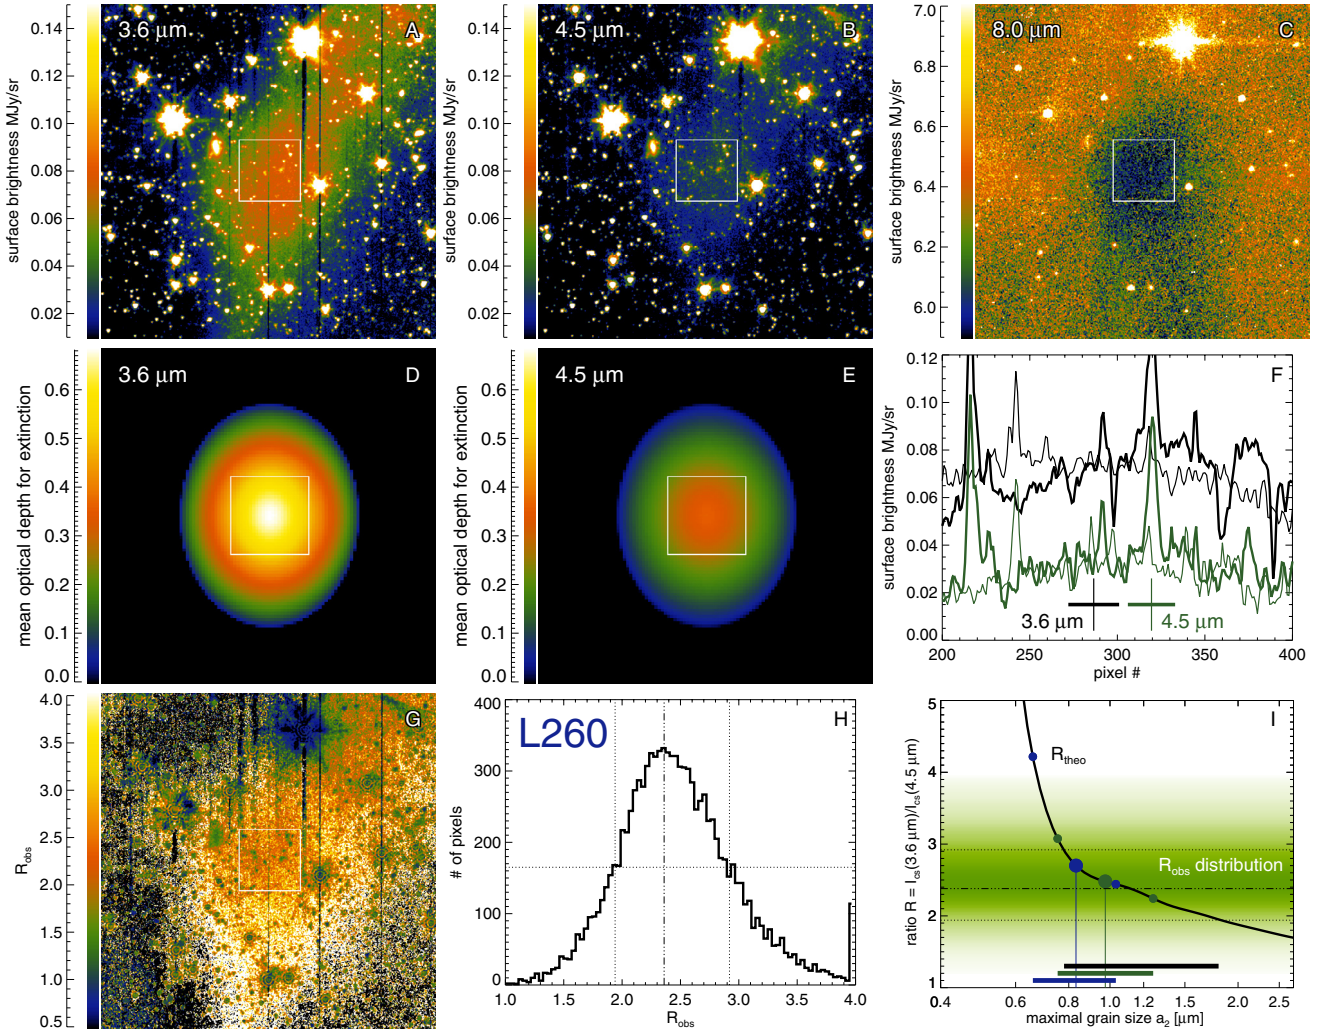 3.6 μm
A
surface brightness MJy/sr
0.14
0.12
0.10
0.08
0.06
0.04
0.02
4.5 μm
B
surface brightness MJy/sr
0.14
0.12
0.10
0.08
0.06
0.04
0.02
8.0 μm
C
surface brightness MJy/sr
7.0
6.8
6.6
6.4
6.2
6.0
3.6 μm
D
mean optical depth for extinction
0.6
0.5
0.4
0.3
0.2
0.1
0.0
4.5 μm
E
mean optical depth for extinction
0.6
0.5
0.4
0.3
0.2
0.1
0.0
F
surface brightness MJy/sr
0.12
0.10
0.08
0.06
0.04
0.02
0.00
3.6 μm
4.5 μm
200
250
300
350
400
pixel #
G
R_obs
4.0
3.5
3.0
2.5
2.0
1.5
1.0
0.5
L260
H
# of pixels
400
300
200
100
0
1.0
1.5
2.0
2.5
3.0
3.5
4.0
R_obs
I
ratio R = I_cs(3.6 μm)/I_cs(4.5 μm)
5
4
3
2
1
R_theo
R_obs distribution
0.4
0.6
0.8
1.0
1.5
2.0
2.5
maximal grain size a_2 [μm]